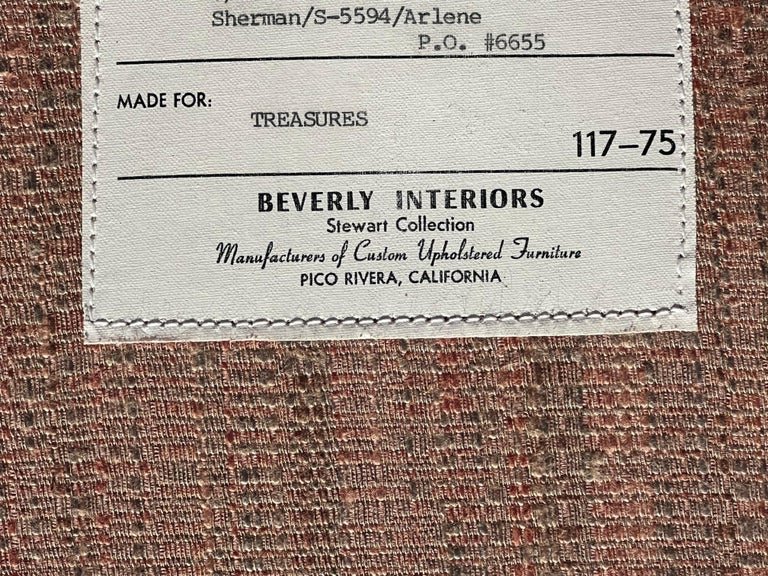 Sherman/S-5594/Arlene
P.O. #6655
MADE FOR:
TREASURES
117-75
BEVERLY INTERIORS
Stewart Collection
Manufacturers of Custom Upholstered Furniture
PICO RIVERA, CALIFORNIA